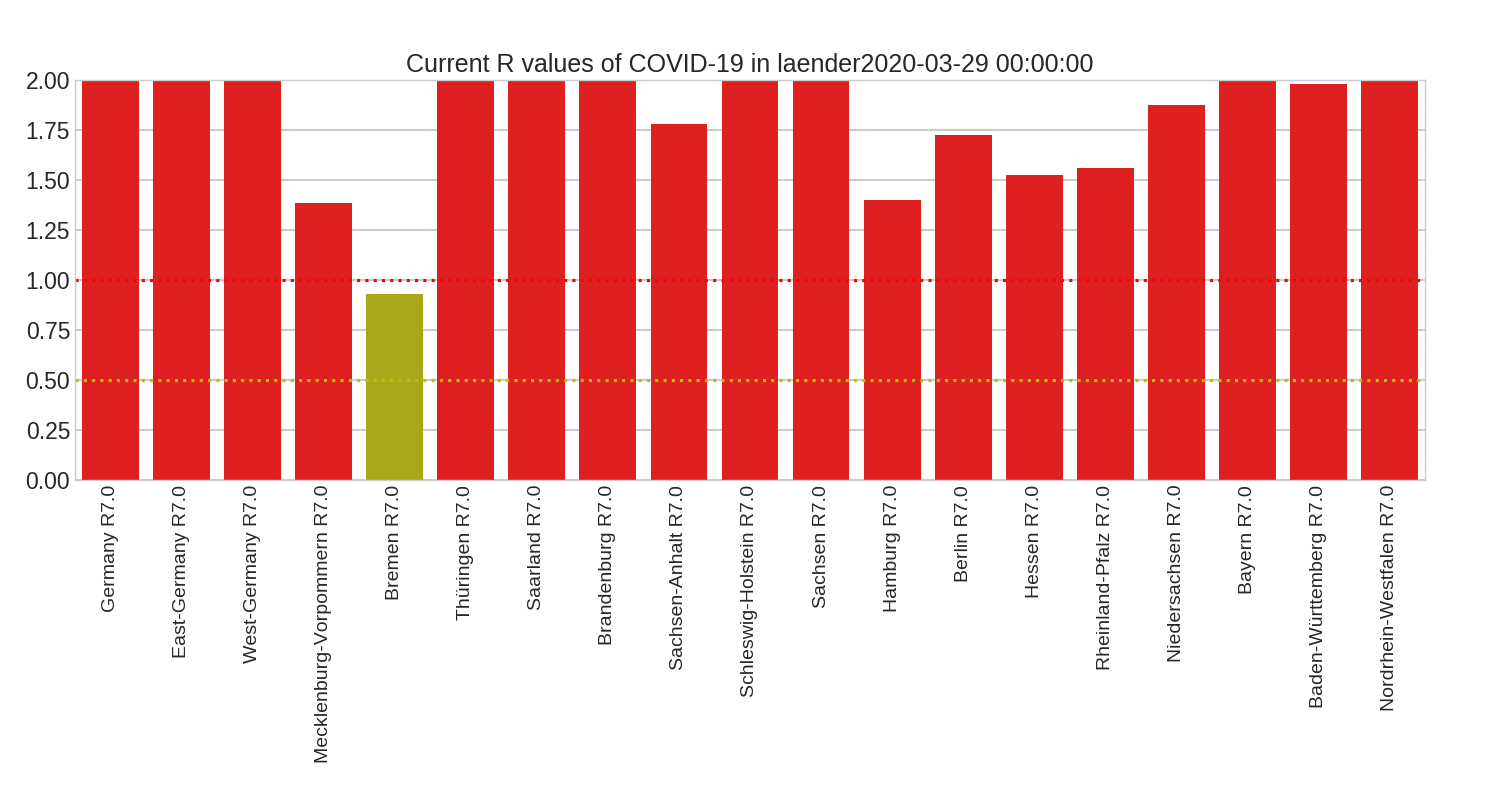 Current R values of COVID-19 in laender2020-03-29 00:00:00
2.00
1.75
1.50
1.25
1.00
0.75
0.50
0.25
0.00
Germany R7.0
East-Germany R7.0
West-Germany R7.0
Mecklenburg-Vorpommern R7.0
Bremen R7.0
Thüringen R7.0
Saarland R7.0
Brandenburg R7.0
Sachsen-Anhalt R7.0
Schleswig-Holstein R7.0
Sachsen R7.0
Hamburg R7.0
Berlin R7.0
Hessen R7.0
Rheinland-Pfalz R7.0
Niedersachsen R7.0
Bayern R7.0
Baden-Württemberg R7.0
Nordrhein-Westfalen R7.0